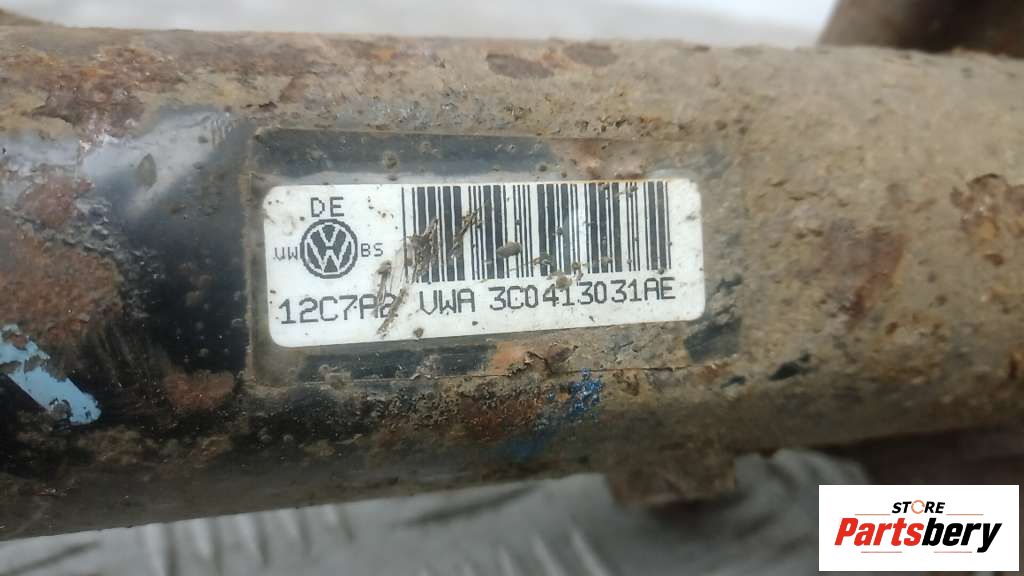 DE
VW BS
12C7A2 VWA 3C0413031AE
STORE
Partsbery